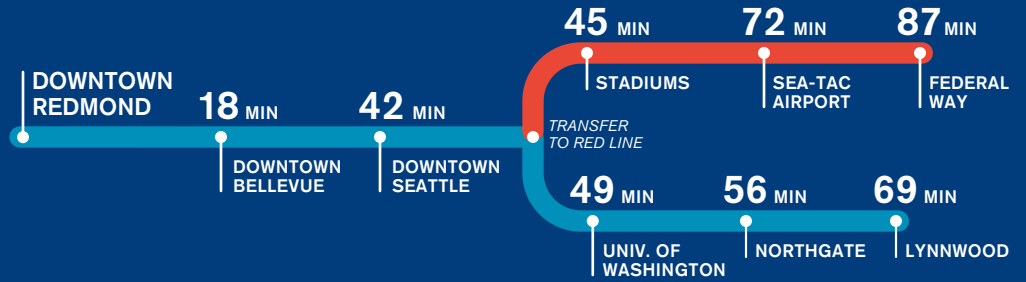 45 MIN
72 MIN
87 MIN
STADIUMS
SEA-TAC
AIRPORT
FEDERAL
WAY
DOWNTOWN
REDMOND
18 MIN
42 MIN
TRANSFER
TO RED LINE
DOWNTOWN
BELLEVUE
DOWNTOWN
SEATTLE
49 MIN
56 MIN
69 MIN
UNIV. OF
WASHINGTON
NORTHGATE
LYNNWOOD